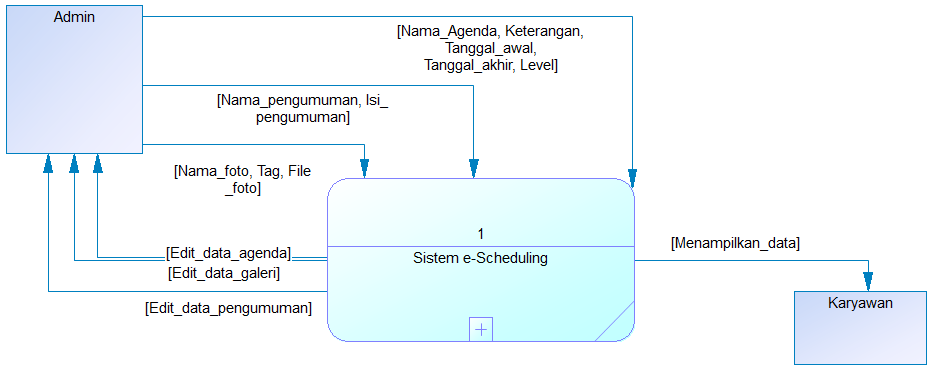 Admin
[Nama_Agenda, Keterangan,
Tanggal_awal,
Tanggal_akhir, Level]
[Nama_pengumuman, Isi_
pengumuman]
[Nama_foto, Tag, File
_foto]
1
Sistem e-Scheduling
[Menampilkan_data]
[Edit_data_agenda]
[Edit_data_galeri]
[Edit_data_pengumuman]
Karyawan